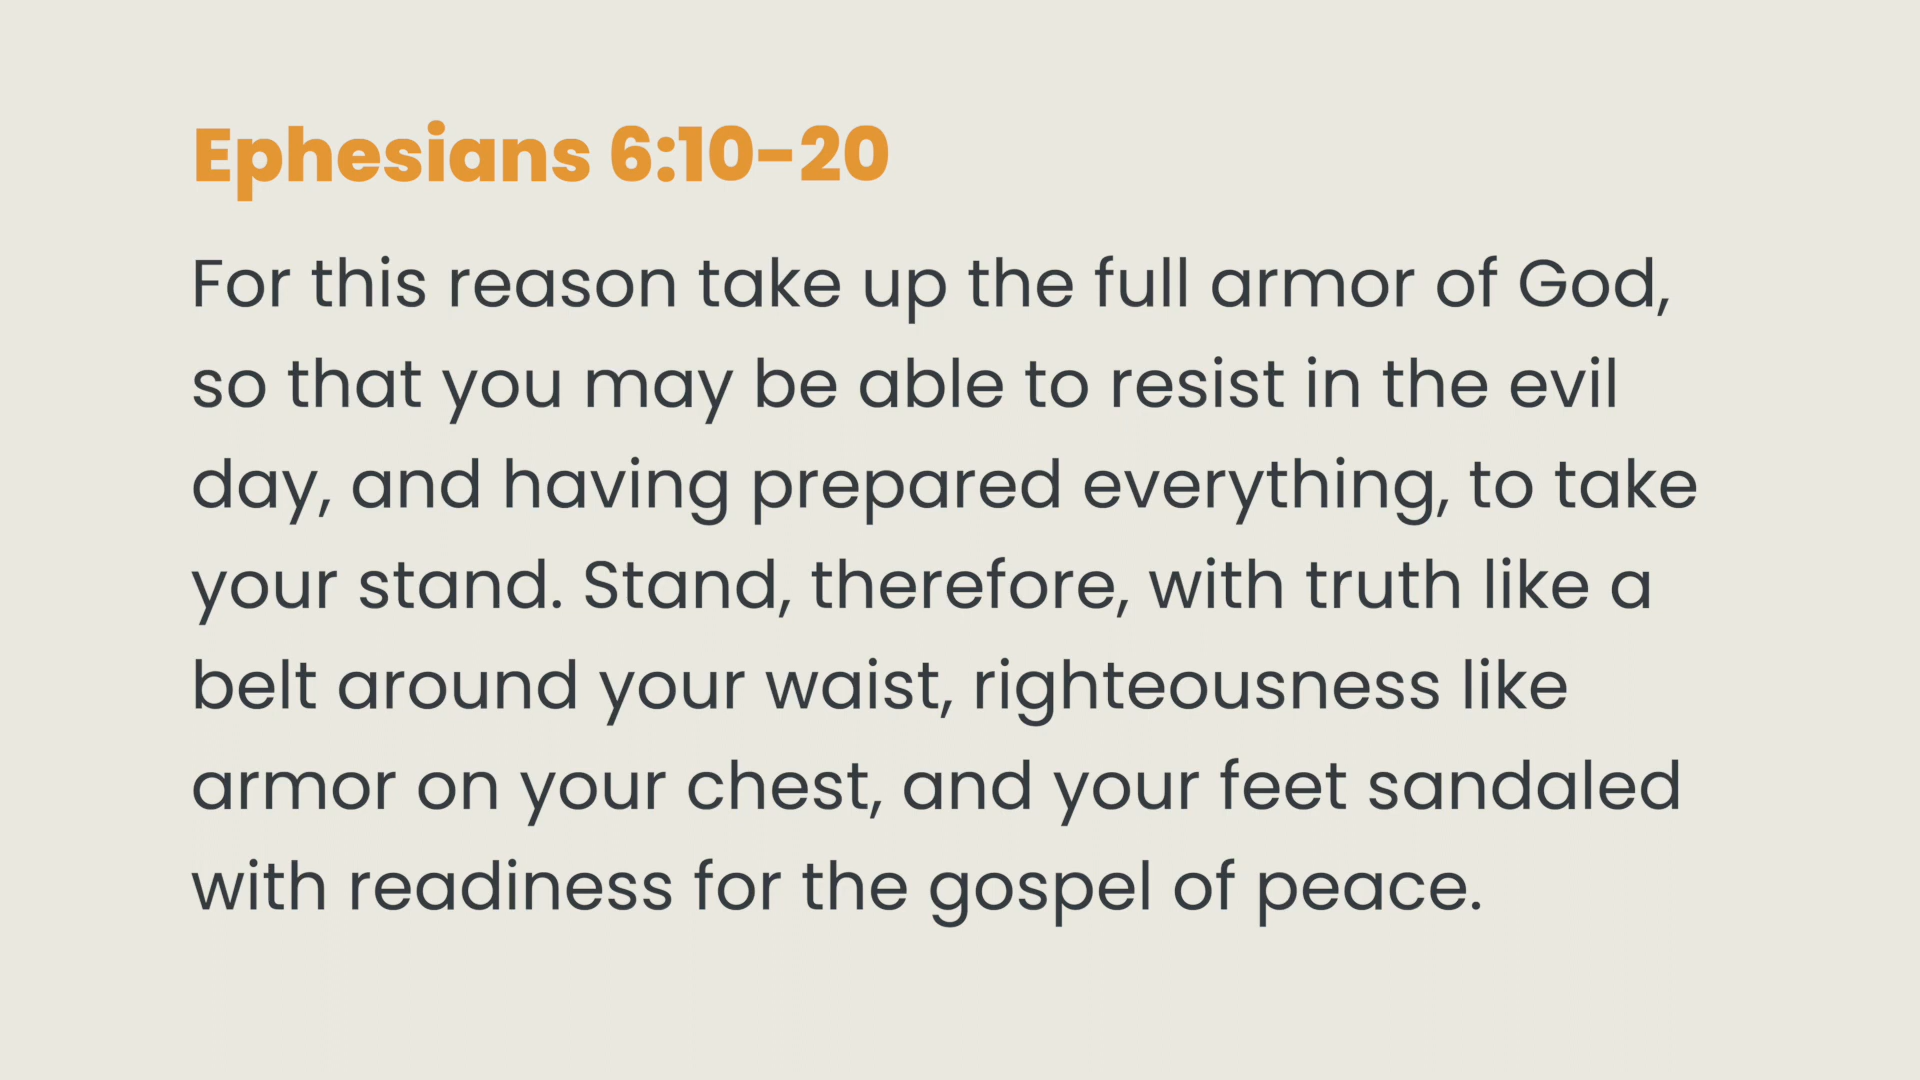 Ephesians 6:10-20
For this reason take up the full armor of God,
so that you may be able to resist in the evil
day, and having prepared everything, to take
your stand. Stand, therefore, with truth like a
belt around your waist, righteousness like
armor on your chest, and your feet sandaled
with readiness for the gospel of peace.